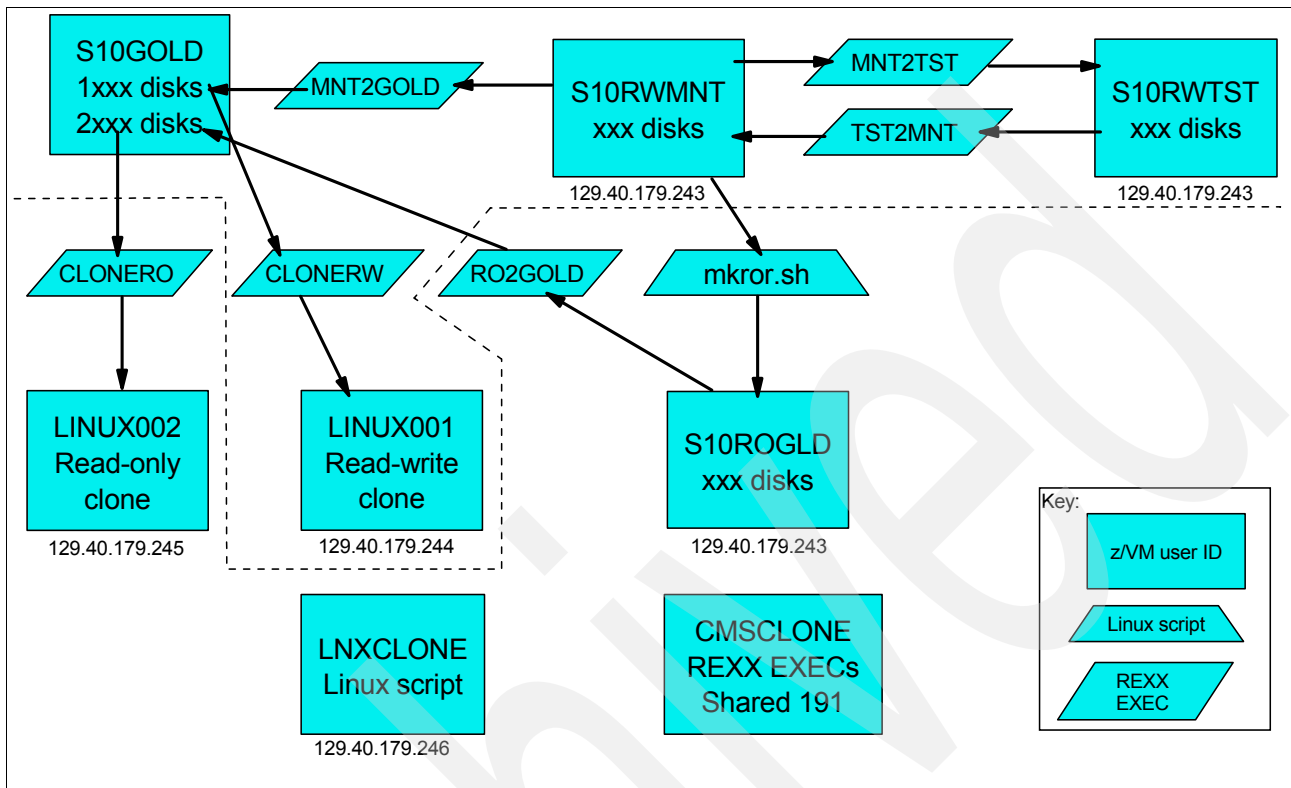 S10GOLD
1xxx disks
2xxx disks
MNT2GOLD
S10RWMNT
xxx disks
129.40.179.243
MNT2TST
TST2MNT
S10RWTST
xxx disks
129.40.179.243
CLONERO
CLONERW
RO2GOLD
mkror.sh
LINUX002
Read-only
clone
129.40.179.245
LINUX001
Read-write
clone
129.40.179.244
S10ROGLD
xxx disks
129.40.179.243
LNXCLONE
Linux script
129.40.179.246
CMSCLONE
REXX EXECs
Shared 191
Key:
z/VM user ID
Linux script
REXX
EXEC
hived